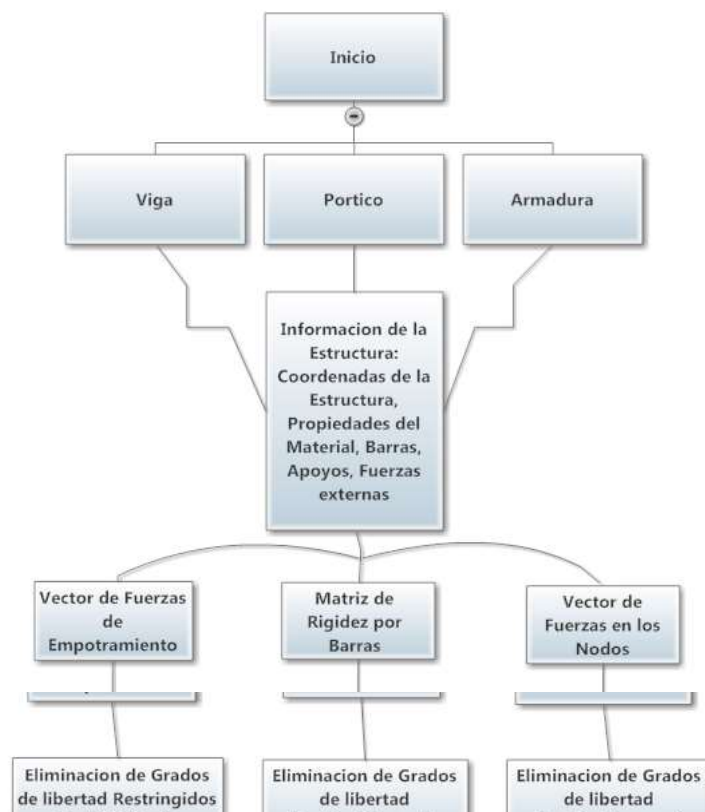 Inicio
Viga
Portico
Armadura
Informacion de la
Estructura:
Coordenadas de la
Estructura,
Propiedades del
Material, Barras,
Apoyos, Fuerzas
externas
Vector de Fuerzas
de
Empotramiento
Matriz de
Rigidez por
Barras
Vector de
Fuerzas en los
Nodos
Eliminacion de Grados
de libertad Restringidos
Eliminacion de Grados
de libertad
Eliminacion de Grados
de libertad